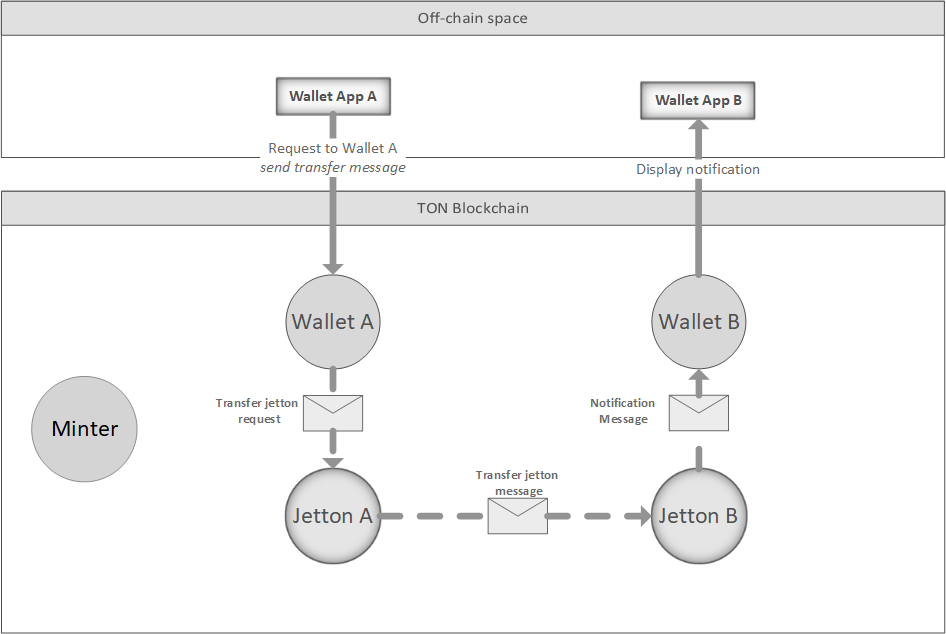 Off-chain space
Wallet App A
Wallet App B
Request to Wallet A
send transfer message
Display notification
TON Blockchain
Wallet A
Wallet B
Transfer jetton
request
Notification
Message
Minter
Transfer jetton
message
Jetton A
Jetton B